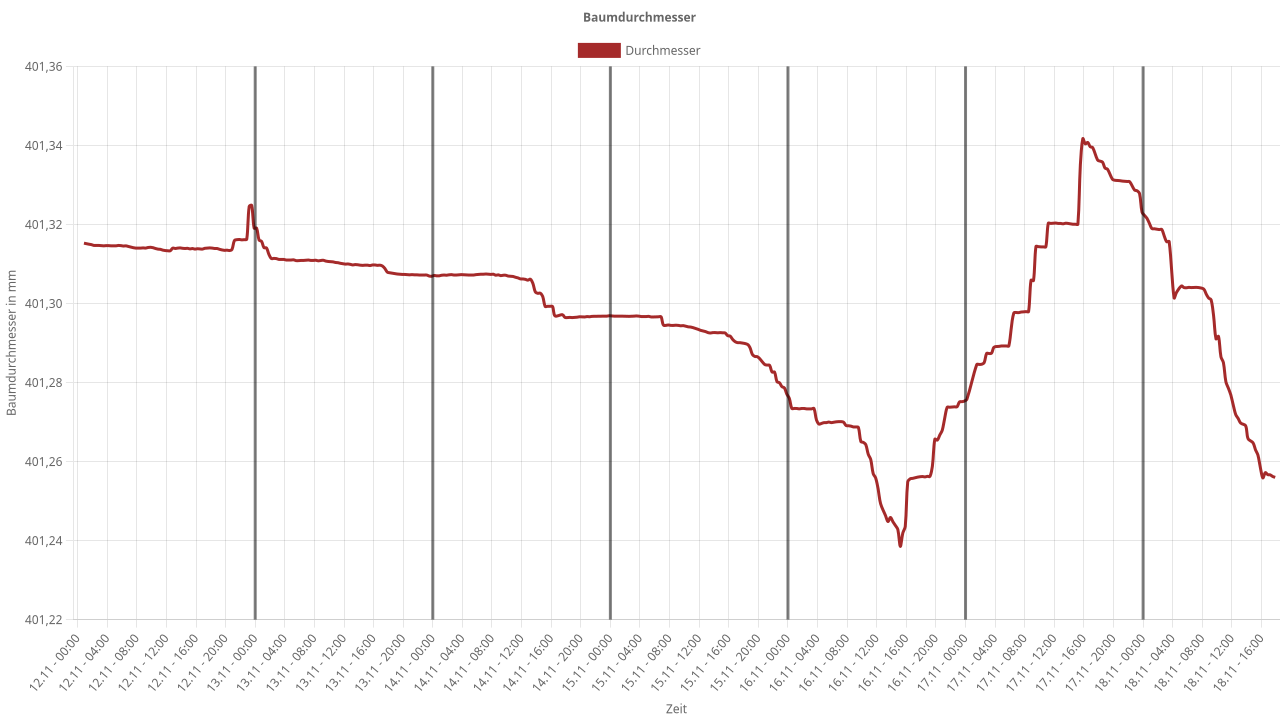 Baumdurchmesser
Durchmesser
401,36
401,34
401,32
401,30
401,28
401,26
401,24
401,22
Baumdurchmesser in mm
12.11 - 00:00
12.11 - 04:00
12.11 - 08:00
12.11 - 12:00
12.11 - 16:00
12.11 - 20:00
13.11 - 00:00
13.11 - 04:00
13.11 - 08:00
13.11 - 12:00
13.11 - 16:00
13.11 - 20:00
14.11 - 00:00
14.11 - 04:00
14.11 - 08:00
14.11 - 12:00
14.11 - 16:00
14.11 - 20:00
15.11 - 00:00
15.11 - 04:00
15.11 - 08:00
15.11 - 12:00
15.11 - 16:00
15.11 - 20:00
16.11 - 00:00
16.11 - 04:00
16.11 - 08:00
16.11 - 12:00
16.11 - 16:00
16.11 - 20:00
17.11 - 00:00
17.11 - 04:00
17.11 - 08:00
17.11 - 12:00
17.11 - 16:00
17.11 - 20:00
18.11 - 00:00
18.11 - 04:00
18.11 - 08:00
18.11 - 12:00
18.11 - 16:00
Zeit